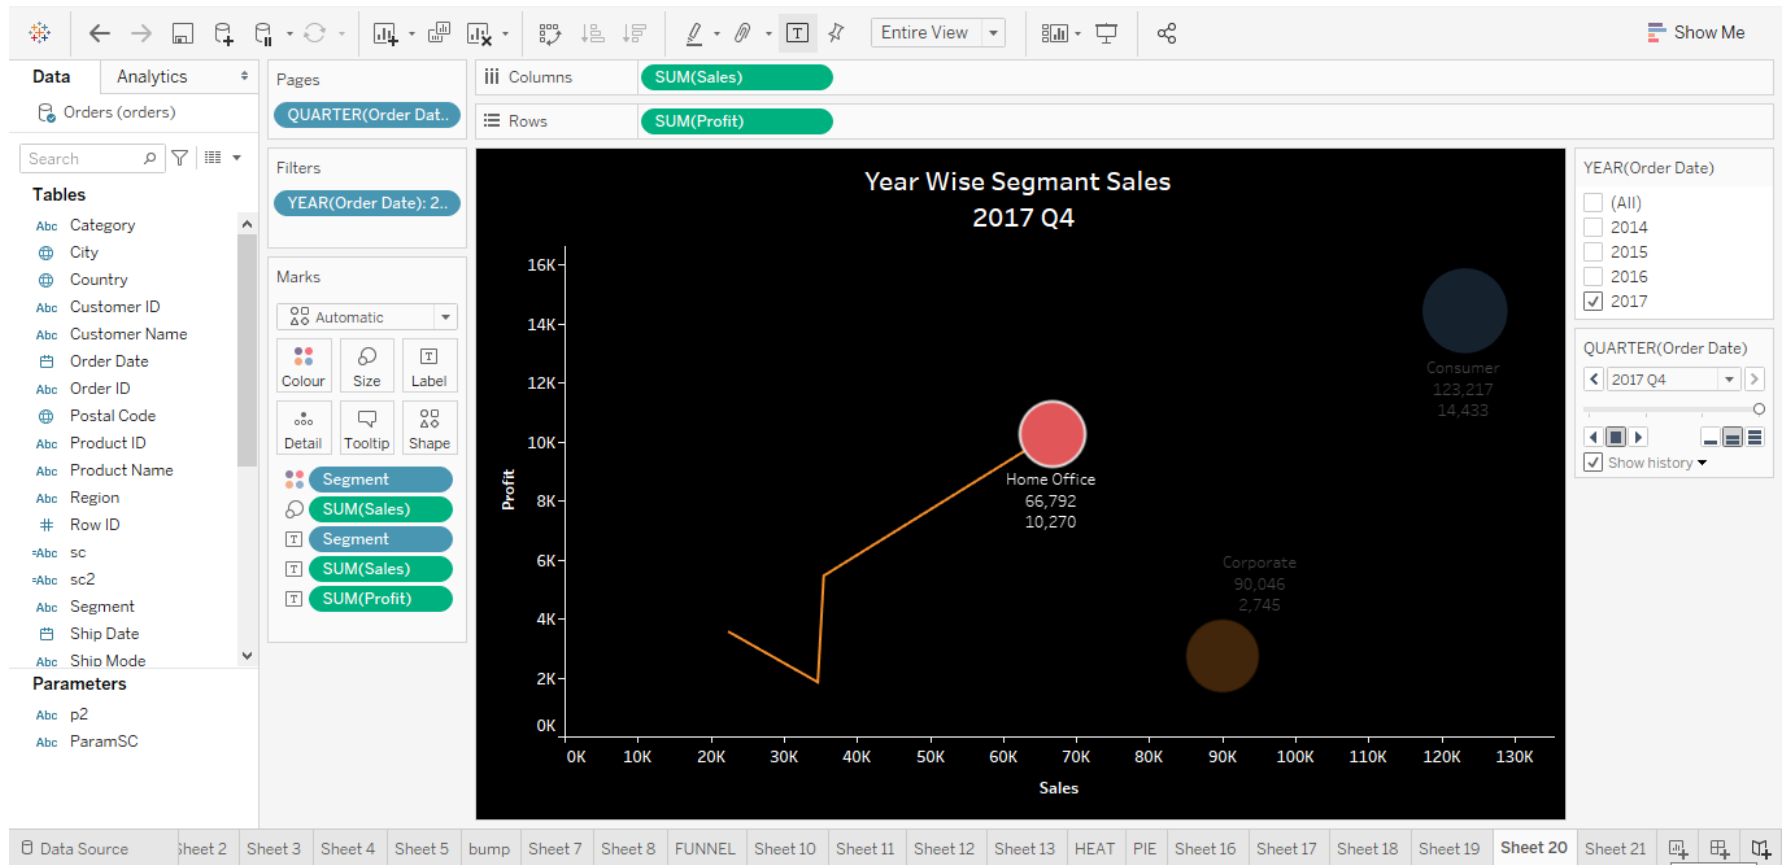 Entire View
Show Me
Data
Analytics
Orders (orders)
Search
Tables
Abc Category
City
Country
Abc Customer ID
Abc Customer Name
Order Date
Abc Order ID
Postal Code
Abc Product ID
Abc Product Name
Abc Region
# Row ID
=Abc sc
=Abc sc2
Abc Segment
Ship Date
Abc Ship Mode
Parameters
Abc p2
Abc ParamSC
Pages
QUARTER(Order Dat..
Filters
YEAR(Order Date): 2..
Marks
Automatic
Colour
Size
Label
Detail
Tooltip
Shape
Segment
SUM(Sales)
Segment
SUM(Sales)
SUM(Profit)
Columns
SUM(Sales)
Rows
SUM(Profit)
Year Wise Segmant Sales
2017 Q4
16K
14K
12K
10K
8K
6K
4K
2K
0K
Profit
Consumer
123,217
14,433
Home Office
66,792
10,270
Corporate
90,046
2,745
0K
10K
20K
30K
40K
50K
60K
70K
80K
90K
100K
110K
120K
130K
Sales
YEAR(Order Date)
(All)
2014
2015
2016
2017
QUARTER(Order Date)
2017 Q4
Show history
Data Source
Sheet 2
Sheet 3
Sheet 4
Sheet 5
bump
Sheet 7
Sheet 8
FUNNEL
Sheet 10
Sheet 11
Sheet 12
Sheet 13
HEAT
PIE
Sheet 16
Sheet 17
Sheet 18
Sheet 19
Sheet 20
Sheet 21